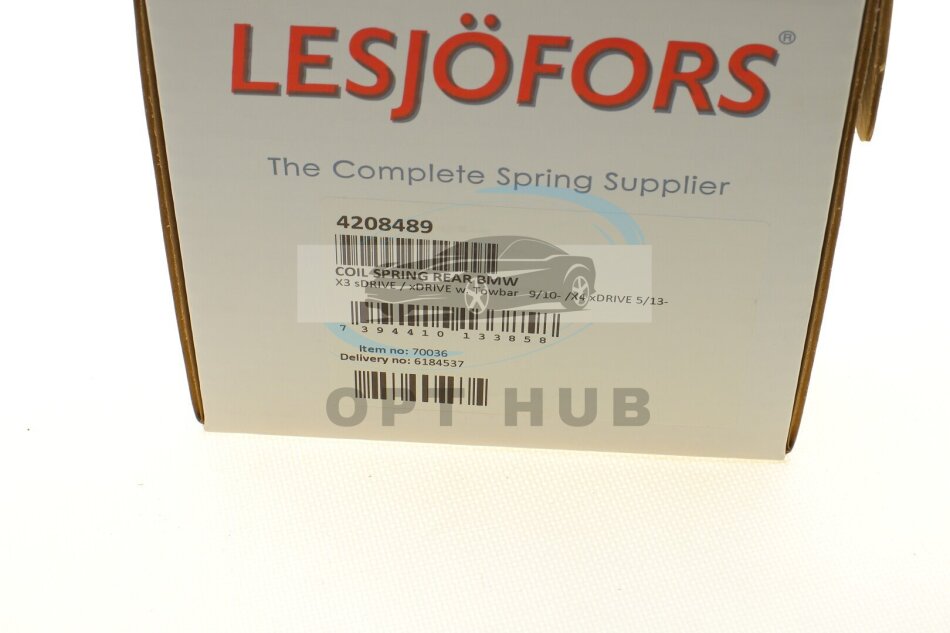 LESJÖFORS®
The Complete Spring Supplier
4208489
COIL SPRING REAR BMW
X3 sDRIVE / xDRIVE w. Towbar 9/10- /X4 xDRIVE 5/13-
7 394410 133858
Item no: 70036
Delivery no: 6184537
OPT HUB